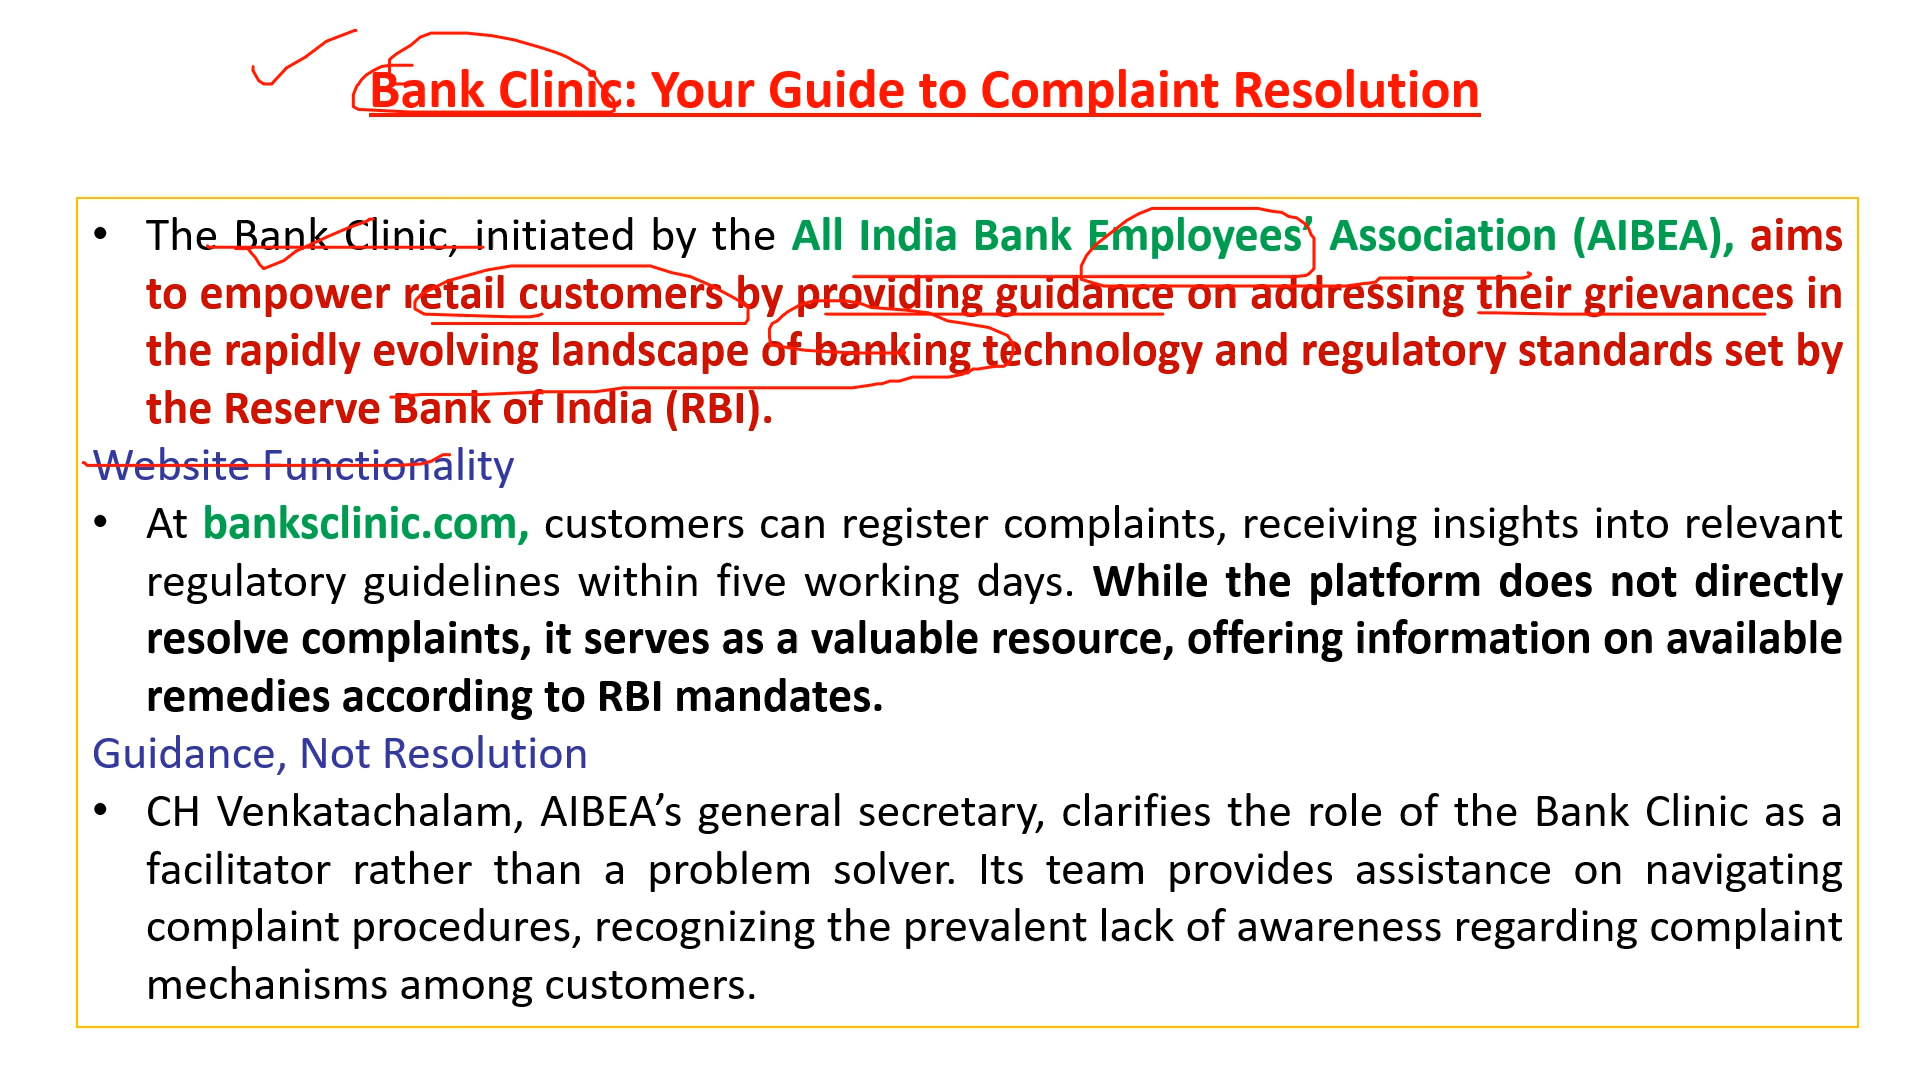 Bank Clinic: Your Guide to Complaint Resolution
• The Bank Clinic, initiated by the All India Bank Employees’ Association (AIBEA), aims
to empower retail customers by providing guidance on addressing their grievances in
the rapidly evolving landscape of banking technology and regulatory standards set by
the Reserve Bank of India (RBI).
Website Functionality
• At banksclinic.com, customers can register complaints, receiving insights into relevant
regulatory guidelines within five working days. While the platform does not directly
resolve complaints, it serves as a valuable resource, offering information on available
remedies according to RBI mandates.
Guidance, Not Resolution
• CH Venkatachalam, AIBEA’s general secretary, clarifies the role of the Bank Clinic as a
facilitator rather than a problem solver. Its team provides assistance on navigating
complaint procedures, recognizing the prevalent lack of awareness regarding complaint
mechanisms among customers.